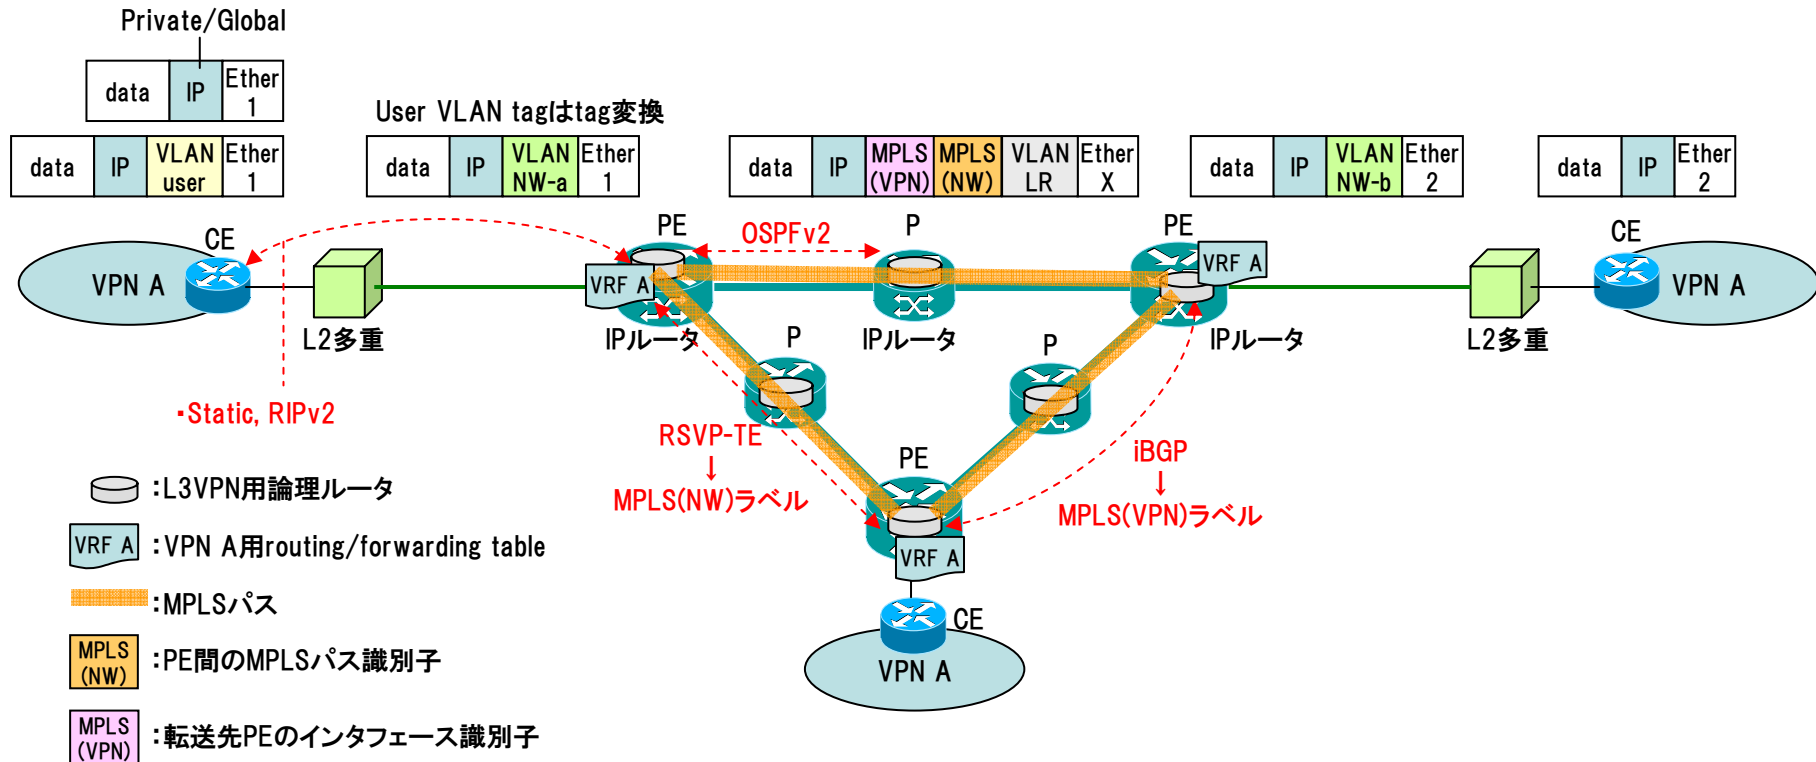 Private/Global
data IP Ether 1
User VLAN tagはtag変換
data IP VLAN user Ether 1
data IP VLAN NW-a Ether 1
data IP MPLS (VPN) MPLS (NW) VLAN LR Ether X
data IP VLAN NW-b Ether 2
data IP Ether 2
CE
PE
OSPFv2
P
PE
CE
VPN A
VRF A
VRF A
VPN A
L2多重
IPルータ
IPルータ
IPルータ
L2多重
P
P
・Static, RIPv2
RSVP-TE
↓
MPLS(NW)ラベル
PE
iBGP
↓
MPLS(VPN)ラベル
VRF A
CE
VPN A
:L3VPN用論理ルータ
VRF A :VPN A用routing/forwarding table
:MPLSパス
MPLS (NW) :PE間のMPLSパス識別子
MPLS (VPN) :転送先PEのインタフェース識別子